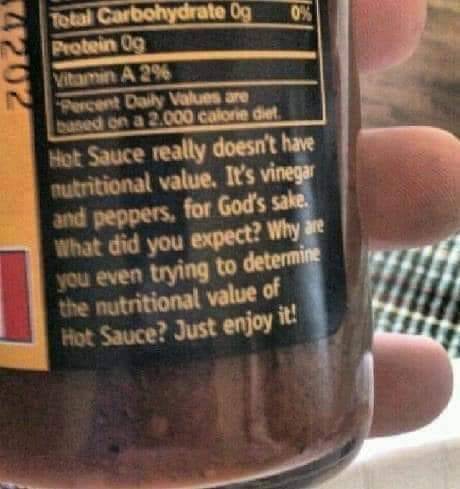 Total Carbohydrate 0g 0%
Protein 0g
Vitamin A 2%
*Percent Daily Values are
based on a 2,000 calorie diet.
Hot Sauce really doesn't have
nutritional value. It's vinegar
and peppers, for God's sake.
What did you expect? Why are
you even trying to determine
the nutritional value of
Hot Sauce? Just enjoy it!
4202